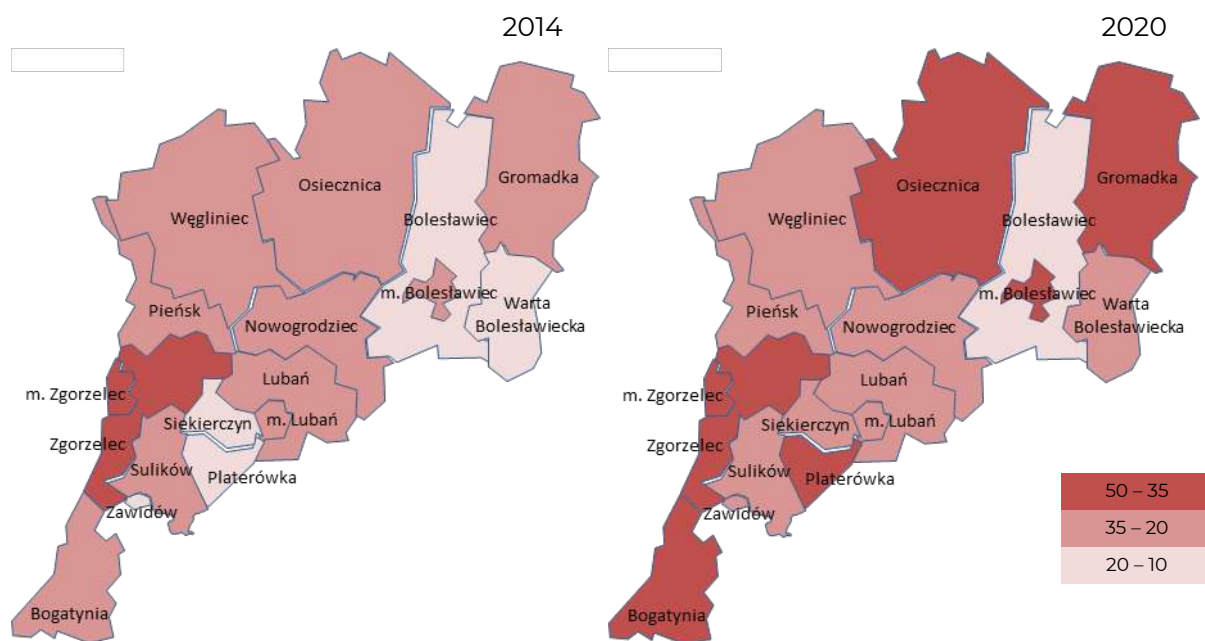 2014
Osiecznica
Gromadka
Węgliniec
Bolesławiec
m. Bolesławiec
Pieńsk
Warta
Bolesławiecka
Nowogrodziec
Lubań
m. Zgorzelec
Siekierczyn
m. Lubań
Zgorzelec
Sulików
Platerówka
Zawidów
Bogatynia
2020
Osiecznica
Gromadka
Węgliniec
Bolesławiec
m. Bolesławiec
Pieńsk
Warta
Bolesławiecka
Nowogrodziec
Lubań
m. Zgorzelec
Siekierczyn
m. Lubań
Zgorzelec
Sulików
Platerówka
Zawidów
Bogatynia
50 – 35
35 – 20
20 – 10